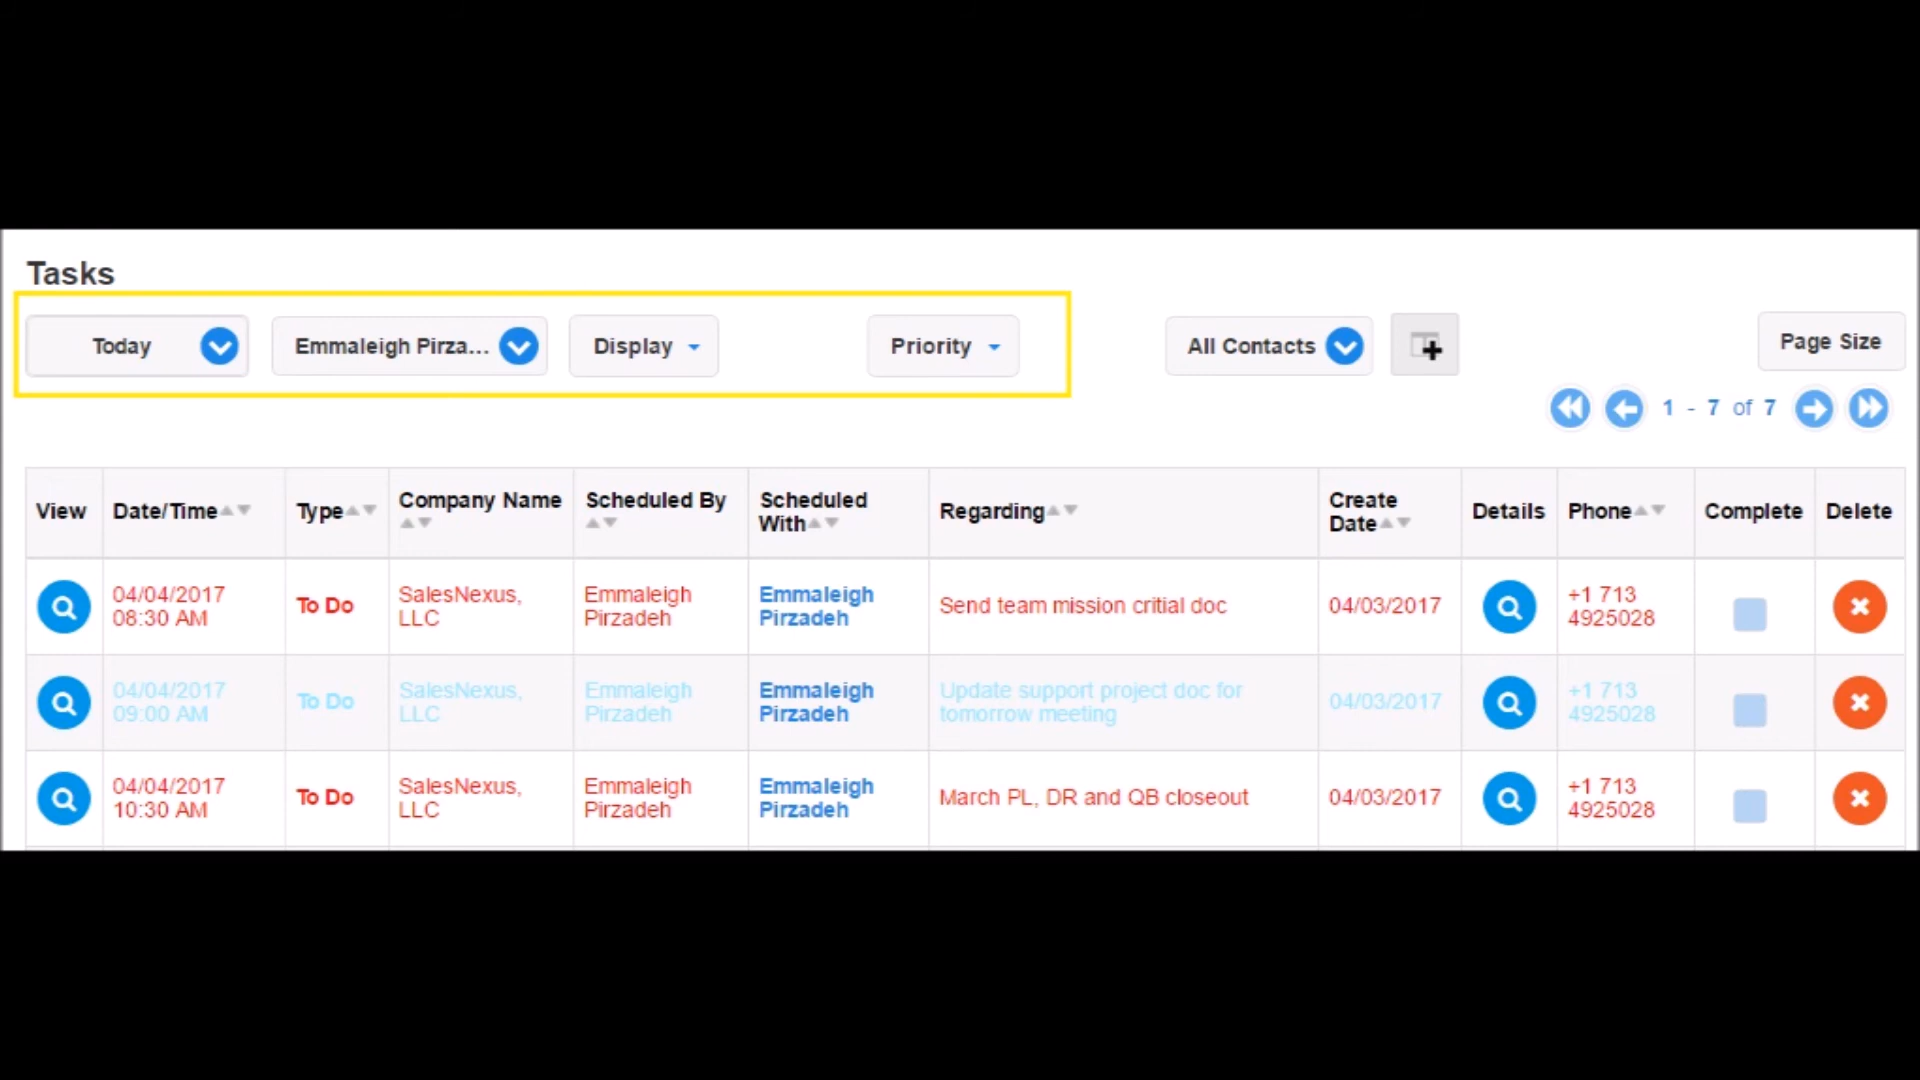 Tasks
Today Emmaleigh Pirza... Display Priority All Contacts Page Size
1 - 7 of 7
View Date/Time Type Company Name Scheduled By Scheduled With Regarding Create Date Details Phone Complete Delete
04/04/2017 08:30 AM To Do SalesNexus, LLC Emmaleigh Pirzadeh Emmaleigh Pirzadeh Send team mission critial doc 04/03/2017 +1 713 4925028
04/04/2017 09:00 AM To Do SalesNexus, LLC Emmaleigh Pirzadeh Emmaleigh Pirzadeh Update support project doc for tomorrow meeting 04/03/2017 +1 713 4925028
04/04/2017 10:30 AM To Do SalesNexus, LLC Emmaleigh Pirzadeh Emmaleigh Pirzadeh March PL, DR and QB closeout 04/03/2017 +1 713 4925028